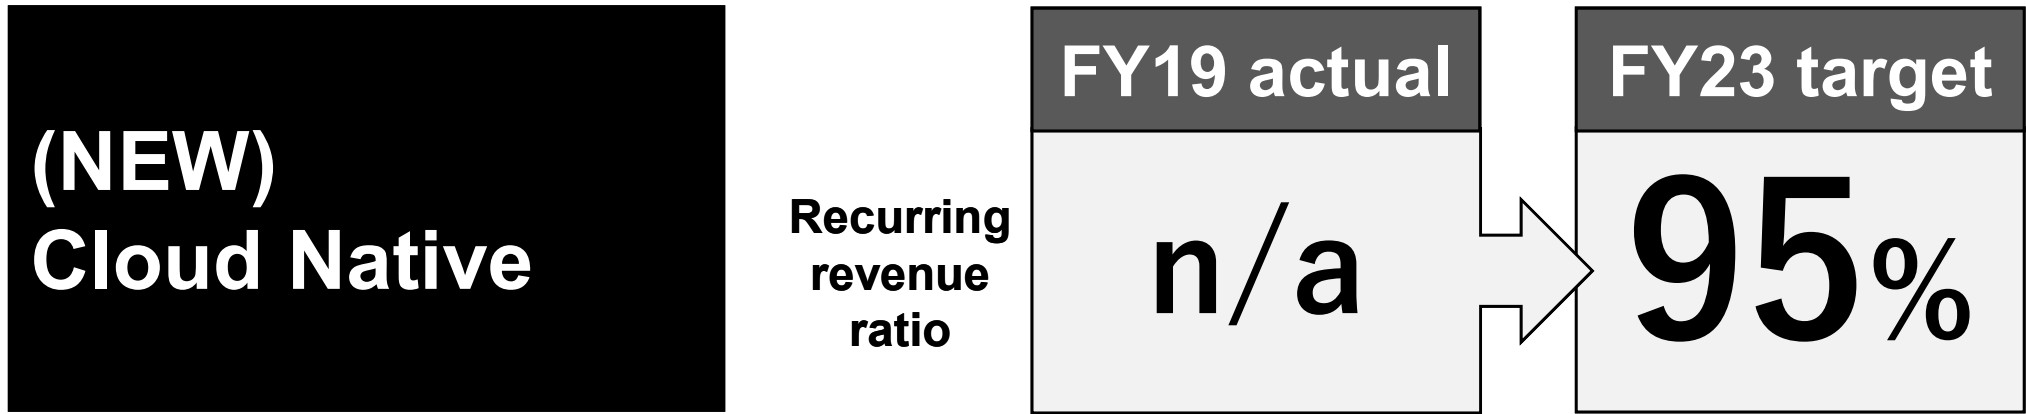 (NEW)
Cloud Native
Recurring
revenue
ratio
FY19 actual
n/a
FY23 target
95%